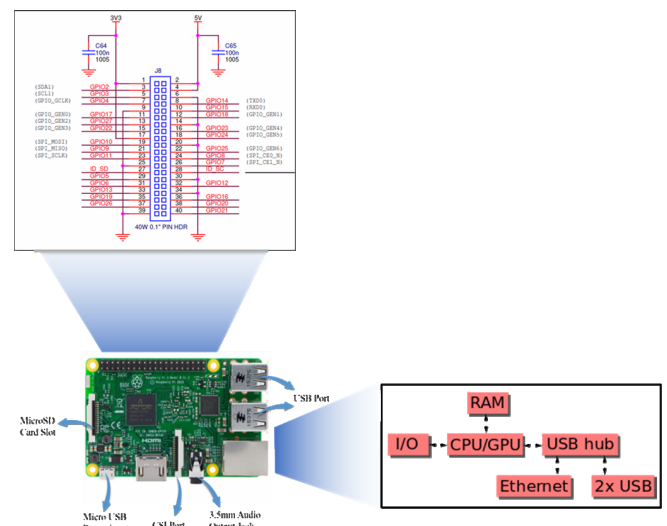 3V3
5V
C64
100n
1005
C65
100n
1005
J8
1 2
(SDA1) GPIO2 3 4
(SCL1) GPIO3 5 6
(GPIO_GCLK) GPIO4 7 8 GPIO14 (TXD0)
9 10 GPIO15 (RXD0)
(GPIO_GEN0) GPIO17 11 12 GPIO18 (GPIO_GEN1)
(GPIO_GEN2) GPIO27 13 14
(GPIO_GEN3) GPIO22 15 16 GPIO23 (GPIO_GEN4)
17 18 GPIO24 (GPIO_GEN5)
(SPI_MOSI) GPIO10 19 20
(SPI_MISO) GPIO9 21 22 GPIO25 (GPIO_GEN6)
(SPI_SCLK) GPIO11 23 24 GPIO8 (SPI_CE0_N)
25 26 GPIO7 (SPI_CE1_N)
ID_SD 27 28 ID_SC
GPIO5 29 30
GPIO6 31 32 GPIO12
GPIO13 33 34
GPIO19 35 36 GPIO16
GPIO26 37 38 GPIO20
39 40 GPIO21
40W 0.1" PIN HDR
USB Port
MicroSD
Card Slot
HDMI
Micro USB
CSI Port
3.5mm Audio
Output Jack
RAM
I/O
CPU/GPU
USB hub
Ethernet
2x USB